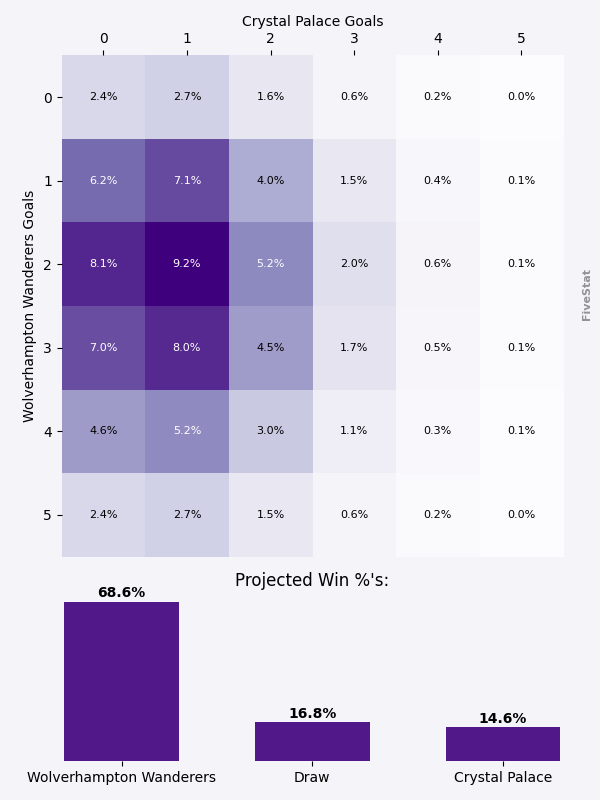 Crystal Palace Goals
0 1 2 3 4 5
0 2.4% 2.7% 1.6% 0.6% 0.2% 0.0%
1 6.2% 7.1% 4.0% 1.5% 0.4% 0.1%
2 8.1% 9.2% 5.2% 2.0% 0.6% 0.1%
3 7.0% 8.0% 4.5% 1.7% 0.5% 0.1%
4 4.6% 5.2% 3.0% 1.1% 0.3% 0.1%
5 2.4% 2.7% 1.5% 0.6% 0.2% 0.0%
Wolverhampton Wanderers Goals
FiveStat
Projected Win %'s:
68.6%
16.8%
14.6%
Wolverhampton Wanderers Draw Crystal Palace